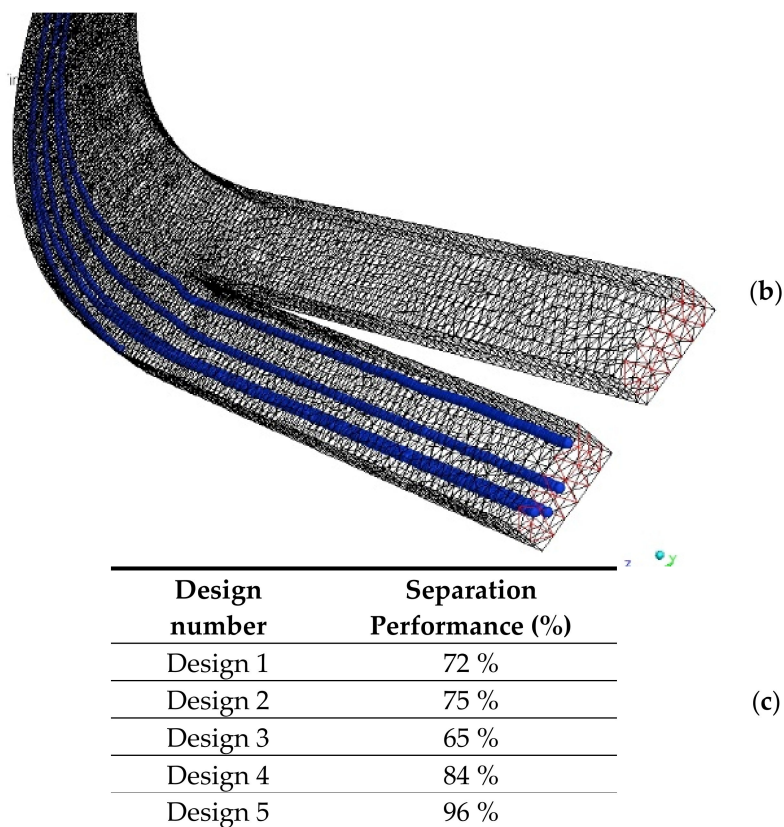 in
(b)
z y
Design number
Separation Performance (%)
Design 1 72 %
Design 2 75 %
Design 3 65 %
Design 4 84 %
Design 5 96 %
(c)